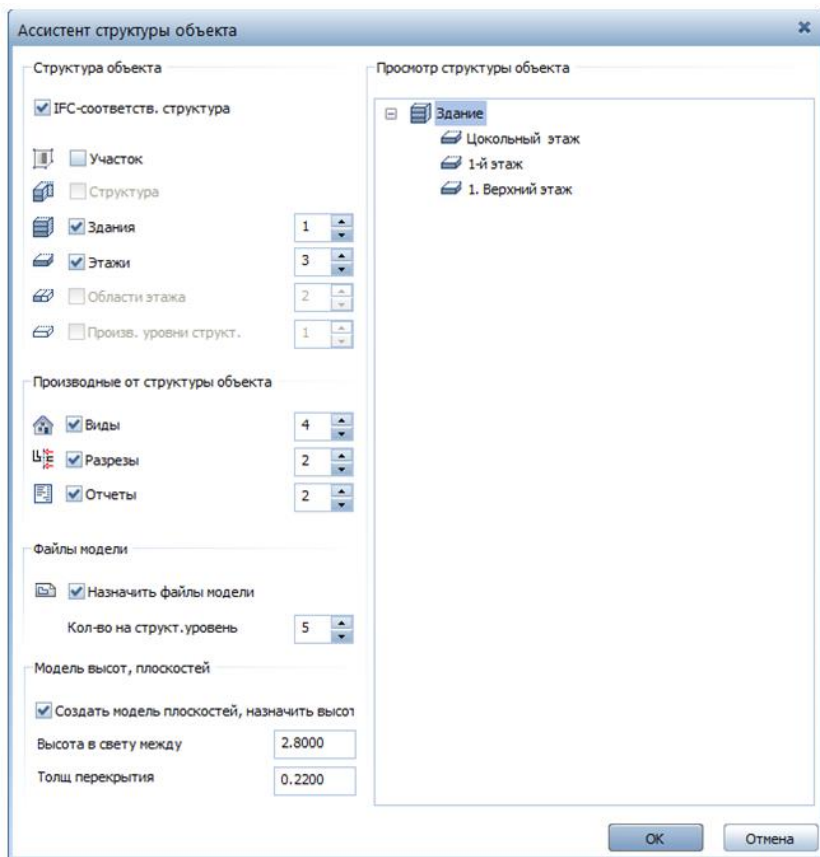 Ассистент структуры объекта
Структура объекта
IFC-соответств. структура
Участок
Структура
Здания 1
Этажи 3
Области этажа 2
Произв. уровни структ. 1
Производные от структуры объекта
Виды 4
Разрезы 2
Отчеты 2
Файлы модели
Назначить файлы модели
Кол-во на структ.уровень 5
Модель высот, плоскостей
Создать модель плоскостей, назначить высот
Высота в свету между 2.8000
Толщ перекрытия 0.2200
Просмотр структуры объекта
Здание
Цокольный этаж
1-й этаж
1. Верхний этаж
OK Отмена